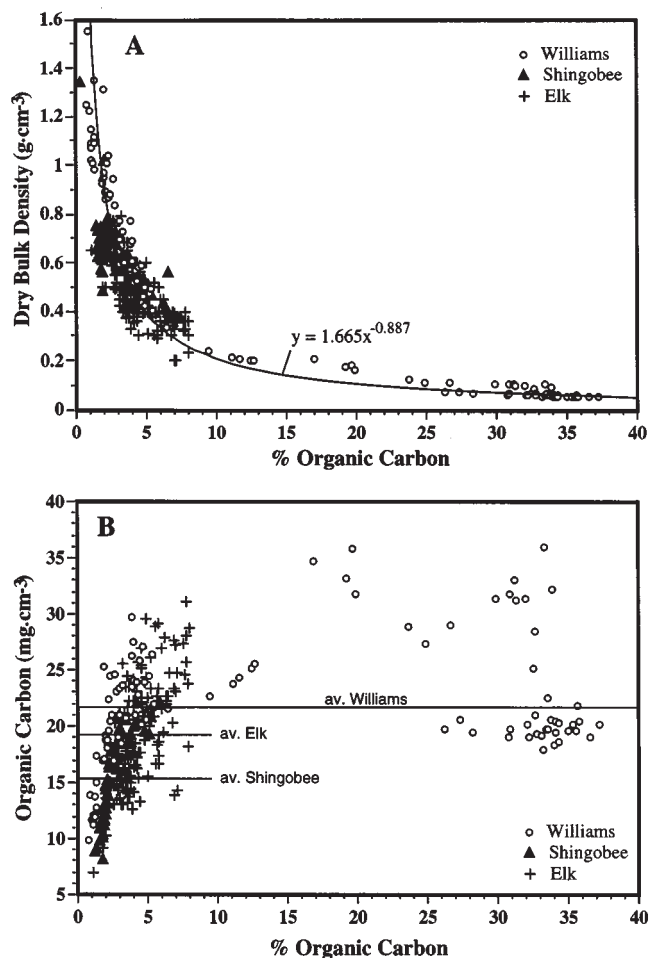 A
Williams
Shingobee
Elk
Dry Bulk Density (g·cm-3)
1.6
1.4
1.2
1
0.8
0.6
0.4
0.2
0
y = 1.665x-0.887
0 5 10 15 20 25 30 35 40
% Organic Carbon
B
Organic Carbon (mg·cm-3)
40
35
30
25
20
15
10
5
av. Williams
av. Elk
av. Shingobee
Williams
Shingobee
Elk
0 5 10 15 20 25 30 35 40
% Organic Carbon